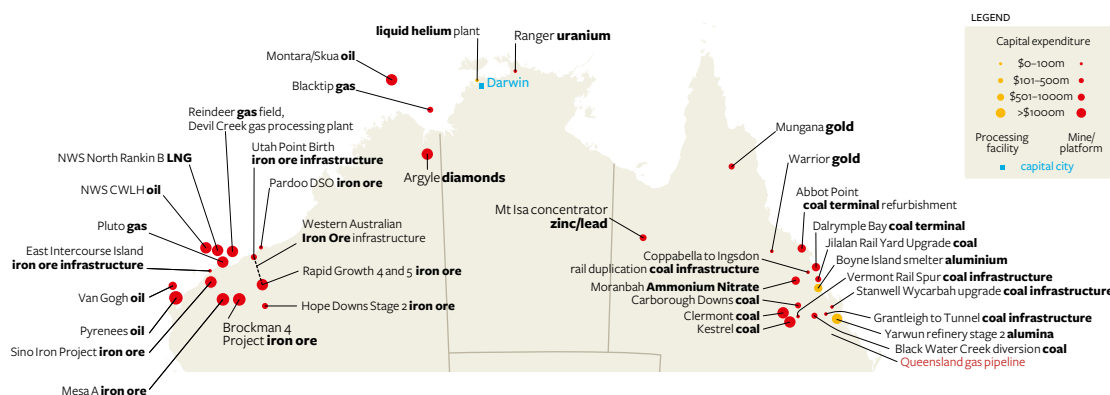 LEGEND
Capital expenditure
$0–100m
$101–500m
$501–1000m
>$1000m
Processing
facility
Mine/
platform
capital city
liquid helium plant
Ranger uranium
Montara/Skua oil
Darwin
Blacktip gas
Reindeer gas field,
Devil Creek gas processing plant
Utah Point Birth
iron ore infrastructure
NWS North Rankin B LNG
Pardoo DSO iron ore
Argyle diamonds
NWS CWLH oil
Pluto gas
Western Australian
Iron Ore infrastructure
East Intercourse Island
iron ore infrastructure
Rapid Growth 4 and 5 iron ore
Van Gogh oil
Hope Downs Stage 2 iron ore
Pyrenees oil
Brockman 4
Project iron ore
Sino Iron Project iron ore
Mesa A iron ore
Mungana gold
Warrior gold
Abbot Point
coal terminal refurbishment
Mt Isa concentrator
zinc/lead
Dalrymple Bay coal terminal
Jilalan Rail Yard Upgrade coal
Coppabella to Ingsdon
rail duplication coal infrastructure
Boyne Island smelter aluminium
Vermont Rail Spur coal infrastructure
Moranbah Ammonium Nitrate
Stanwell Wycarbah upgrade coal infrastructure
Carborough Downs coal
Clermont coal
Kestrel coal
Grantleigh to Tunnel coal infrastructure
Yarwun refinery stage 2 alumina
Black Water Creek diversion coal
Queensland gas pipeline